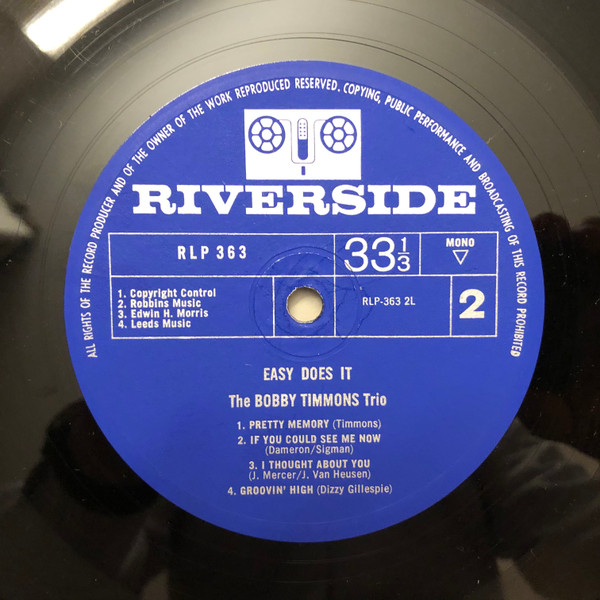 ALL RIGHTS OF THE RECORD PRODUCER AND OF THE OWNER OF THE WORK REPRODUCED RESERVED. COPYING, PUBLIC PERFORMANCE AND BROADCASTING OF THIS RECORD PROHIBITED
RIVERSIDE
RLP 363
33 1/3
MONO
1. Copyright Control
2. Robbins Music
3. Edwin H. Morris
4. Leeds Music
RLP-363 2L
2
EASY DOES IT
The BOBBY TIMMONS Trio
1. PRETTY MEMORY (Timmons)
2. IF YOU COULD SEE ME NOW
(Dameron/Sigman)
3. I THOUGHT ABOUT YOU
(J. Mercer/J. Van Heusen)
4. GROOVIN' HIGH (Dizzy Gillespie)